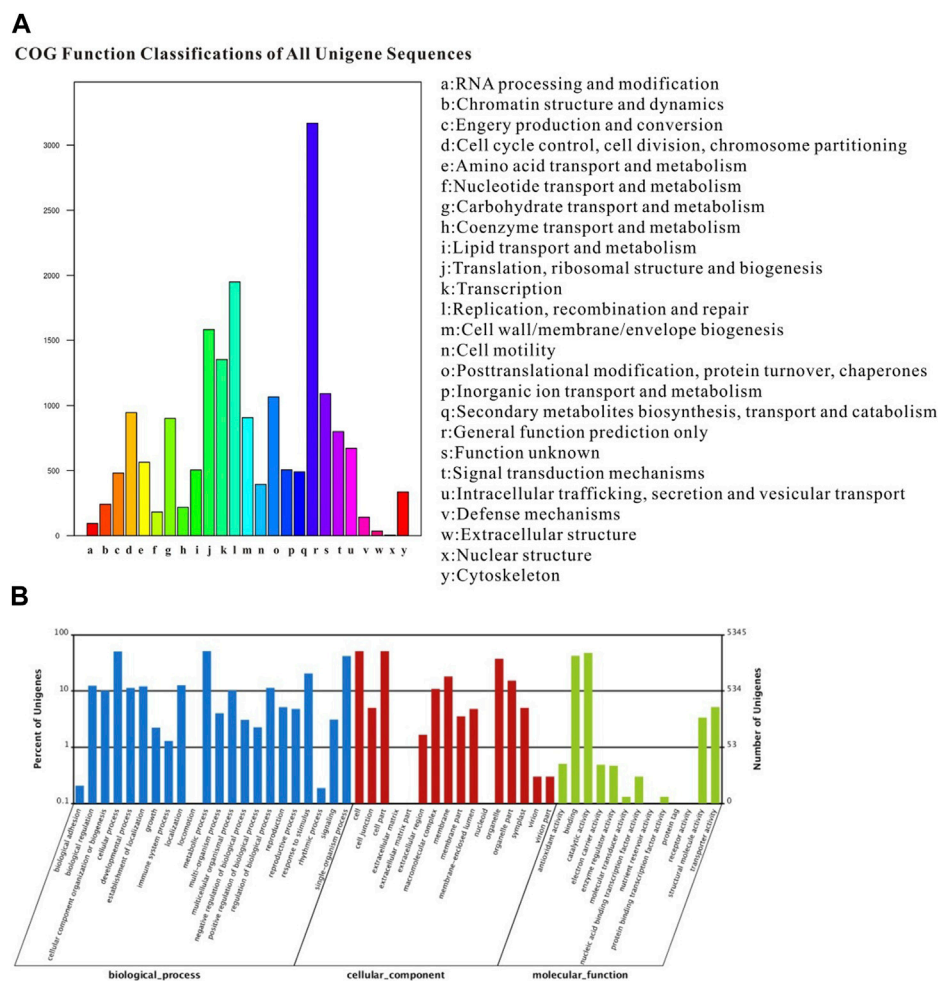 A
COG Function Classifications of All Unigene Sequences
3000
2500
2000
1500
1000
500
0
a b c d e f g h i j k l m n o p q r s t u v w x y
a:RNA processing and modification
b:Chromatin structure and dynamics
c:Engery production and conversion
d:Cell cycle control, cell division, chromosome partitioning
e:Amino acid transport and metabolism
f:Nucleotide transport and metabolism
g:Carbohydrate transport and metabolism
h:Coenzyme transport and metabolism
i:Lipid transport and metabolism
j:Translation, ribosomal structure and biogenesis
k:Transcription
l:Replication, recombination and repair
m:Cell wall/membrane/envelope biogenesis
n:Cell motility
o:Posttranslational modification, protein turnover, chaperones
p:Inorganic ion transport and metabolism
q:Secondary metabolites biosynthesis, transport and catabolism
r:General function prediction only
s:Function unknown
t:Signal transduction mechanisms
u:Intracellular trafficking, secretion and vesicular transport
v:Defense mechanisms
w:Extracellular structure
x:Nuclear structure
y:Cytoskeleton
B
Percent of Unigenes
100
10
1
0.1
5345
534
53
0
Number of Unigenes
biological adhesion
biological regulation
cellular component organization or biogenesis
cellular process
developmental process
establishment of localization
growth
immune system process
localization
locomotion
metabolic process
multi-organism process
multicellular organismal process
negative regulation of biological process
positive regulation of biological process
regulation of biological process
reproduction
reproductive process
response to stimulus
rhythmic process
signaling
single-organism process
cell
cell junction
cell part
extracellular matrix
extracellular matrix part
extracellular region
macromolecular complex
membrane
membrane part
membrane-enclosed lumen
nucleoid
organelle
organelle part
symplast
virion
virion part
antioxidant activity
binding
catalytic activity
electron carrier activity
enzyme regulator activity
molecular transducer activity
nucleic acid binding transcription factor activity
nutrient reservoir activity
protein binding transcription factor activity
protein tag
receptor activity
structural molecule activity
transporter activity
biological_process
cellular_component
molecular_function